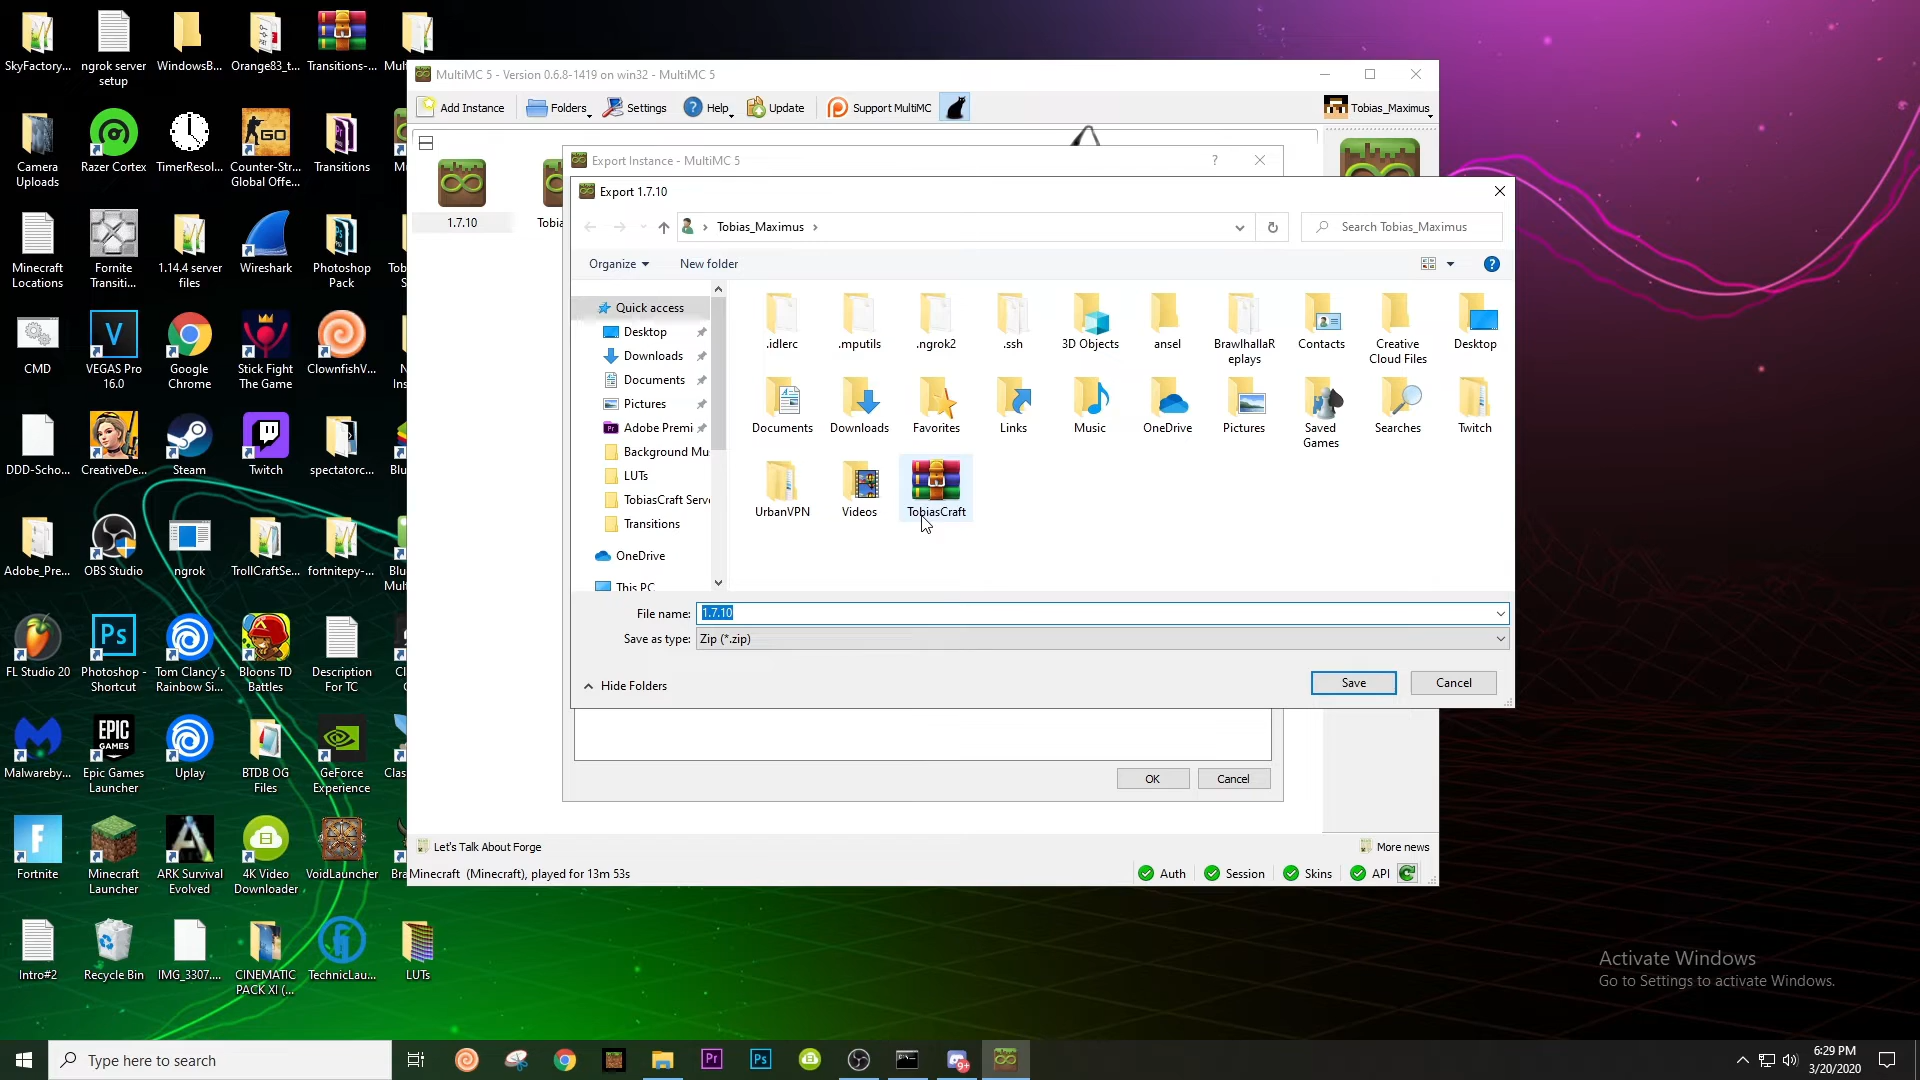 SkyFactory...
ngrok server
setup
WindowsB...
Orange83_t...
Transitions-...
Camera
Uploads
Razer Cortex
TimerResol...
Counter-Str...
Global Offe...
Transitions
Minecraft
Locations
Fornite
Transiti...
1.14.4 server
files
Wireshark
Photoshop
Pack
CMD
VEGAS Pro
16.0
Google
Chrome
Stick Fight
The Game
ClownfishV...
DDD-Scho...
CreativeDe...
Steam
Twitch
spectatorc...
Adobe_Pre...
OBS Studio
ngrok
TrollCraftSe...
fortnitepy-...
FL Studio 20
Photoshop -
Shortcut
Tom Clancy's
Rainbow Si...
Bloons TD
Battles
Description
For TC
Malwareby...
Epic Games
Launcher
Uplay
BTDB OG
Files
GeForce
Experience
Fortnite
Minecraft
Launcher
ARK Survival
Evolved
4K Video
Downloader
VoidLauncher
Intro#2
Recycle Bin
IMG_3307....
CINEMATIC
PACK XI (...
TechnicLau...
LUTs
MultiMC 5 - Version 0.6.8-1419 on win32 - MultiMC 5
Add Instance
Folders
Settings
Help
Update
Support MultiMC
Tobias_Maximus
1.7.10
Export Instance - MultiMC 5
?
Export 1.7.10
Tobias_Maximus
Search Tobias_Maximus
Organize
New folder
Quick access
Desktop
Downloads
Documents
Pictures
Adobe Premi
Background Mu
LUTs
TobiasCraft Serv
Transitions
OneDrive
This PC
.idlerc
.mputils
.ngrok2
.ssh
3D Objects
ansel
BrawlhallaR
eplays
Contacts
Creative
Cloud Files
Desktop
Documents
Downloads
Favorites
Links
Music
OneDrive
Pictures
Saved
Games
Searches
Twitch
UrbanVPN
Videos
TobiasCraft
File name:
1.7.10
Save as type:
Zip (*.zip)
Hide Folders
Save
Cancel
OK
Cancel
Let's Talk About Forge
More news
Minecraft (Minecraft), played for 13m 53s
Auth
Session
Skins
API
Activate Windows
Go to Settings to activate Windows.
Type here to search
6:29 PM
3/20/2020